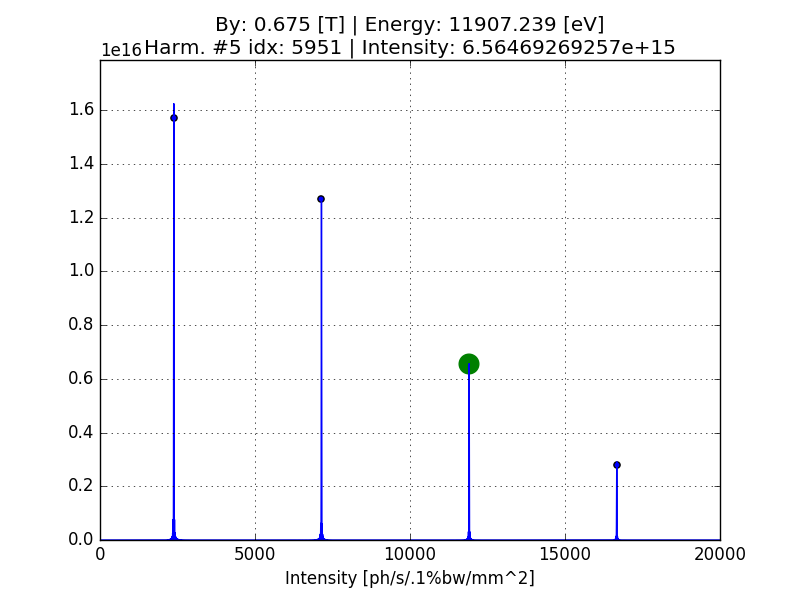 By: 0.675 [T] | Energy: 11907.239 [eV]
1e16 Harm. #5 idx: 5951 | Intensity: 6.56469269257e+15
1.6
1.4
1.2
1.0
0.8
0.6
0.4
0.2
0.0
0 5000 10000 15000 20000
Intensity [ph/s/.1%bw/mm^2]